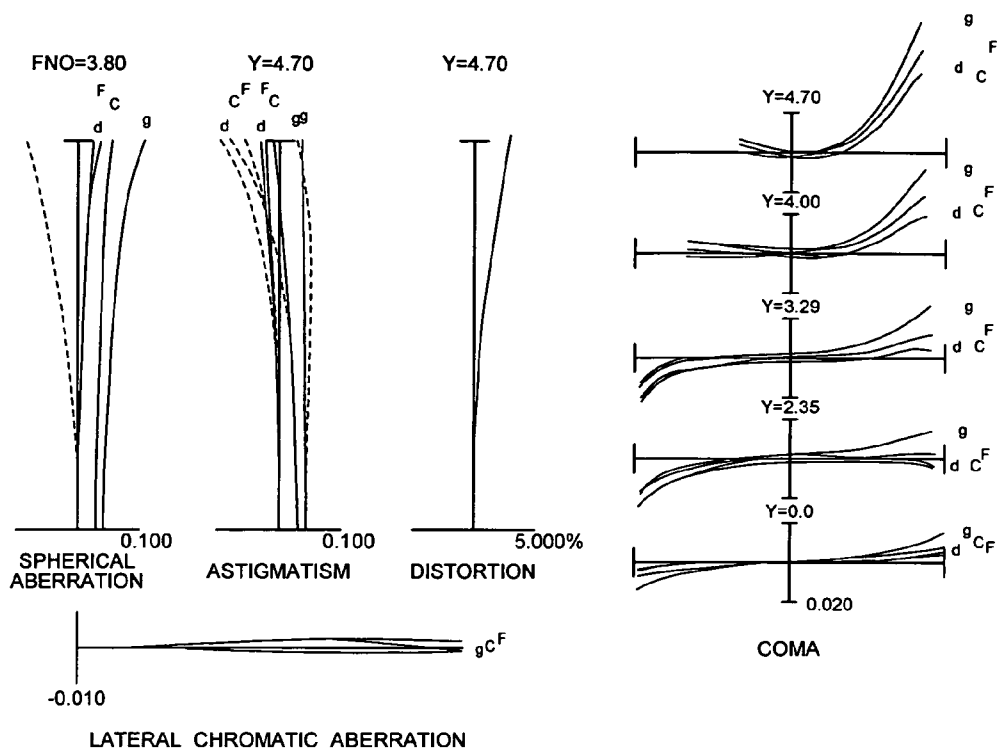 FNO=3.80
F
C
d
g
0.100
SPHERICAL
ABERRATION
Y=4.70
F F
C C
d d gg
0.100
ASTIGMATISM
Y=4.70
5.000%
DISTORTION
g
F
d C
Y=4.70
g
F
d C
Y=4.00
g
F
d C
Y=3.29
g
F
d C
Y=2.35
g C F
d
Y=0.0
0.020
COMA
g C F
-0.010
LATERAL CHROMATIC ABERRATION